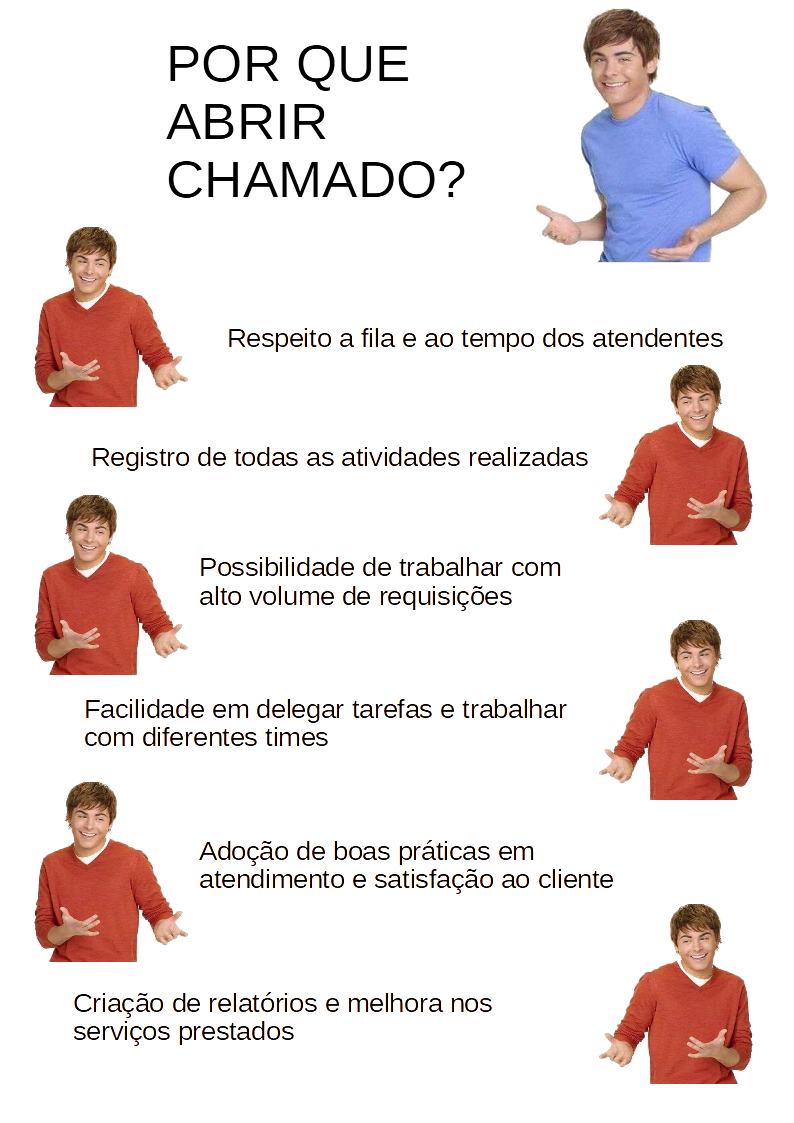 POR QUE
ABRIR
CHAMADO?
Respeito a fila e ao tempo dos atendentes
Registro de todas as atividades realizadas
Possibilidade de trabalhar com
alto volume de requisições
Facilidade em delegar tarefas e trabalhar
com diferentes times
Adoção de boas práticas em
atendimento e satisfação ao cliente
Criação de relatórios e melhora nos
serviços prestados